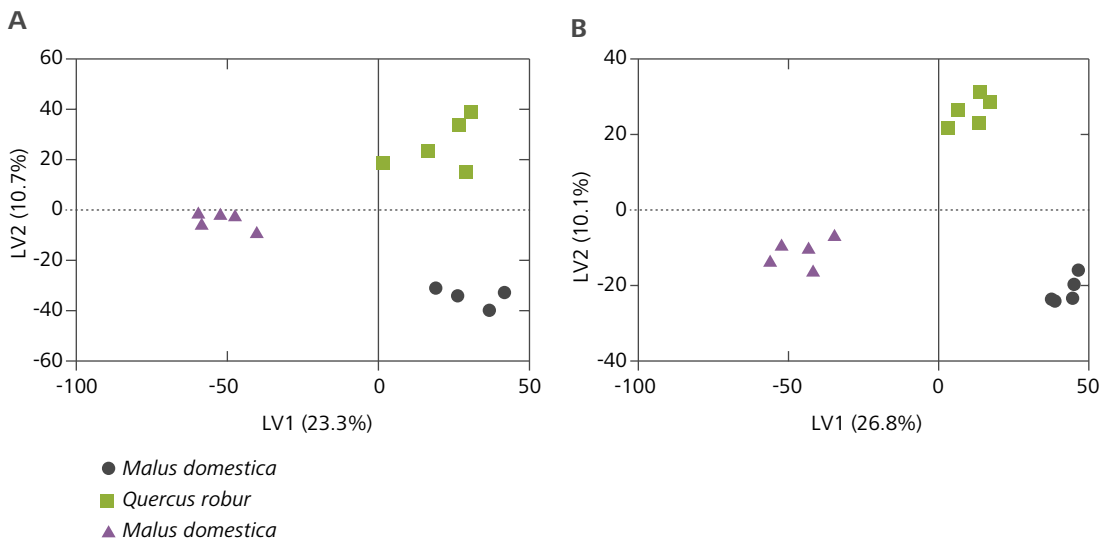 A
60
40
20
0
-20
-40
-60
LV2 (10.7%)
-100
-50
0
50
LV1 (23.3%)
B
40
20
0
-20
-40
LV2 (10.1%)
-100
-50
0
50
LV1 (26.8%)
Malus domestica
Quercus robur
Malus domestica